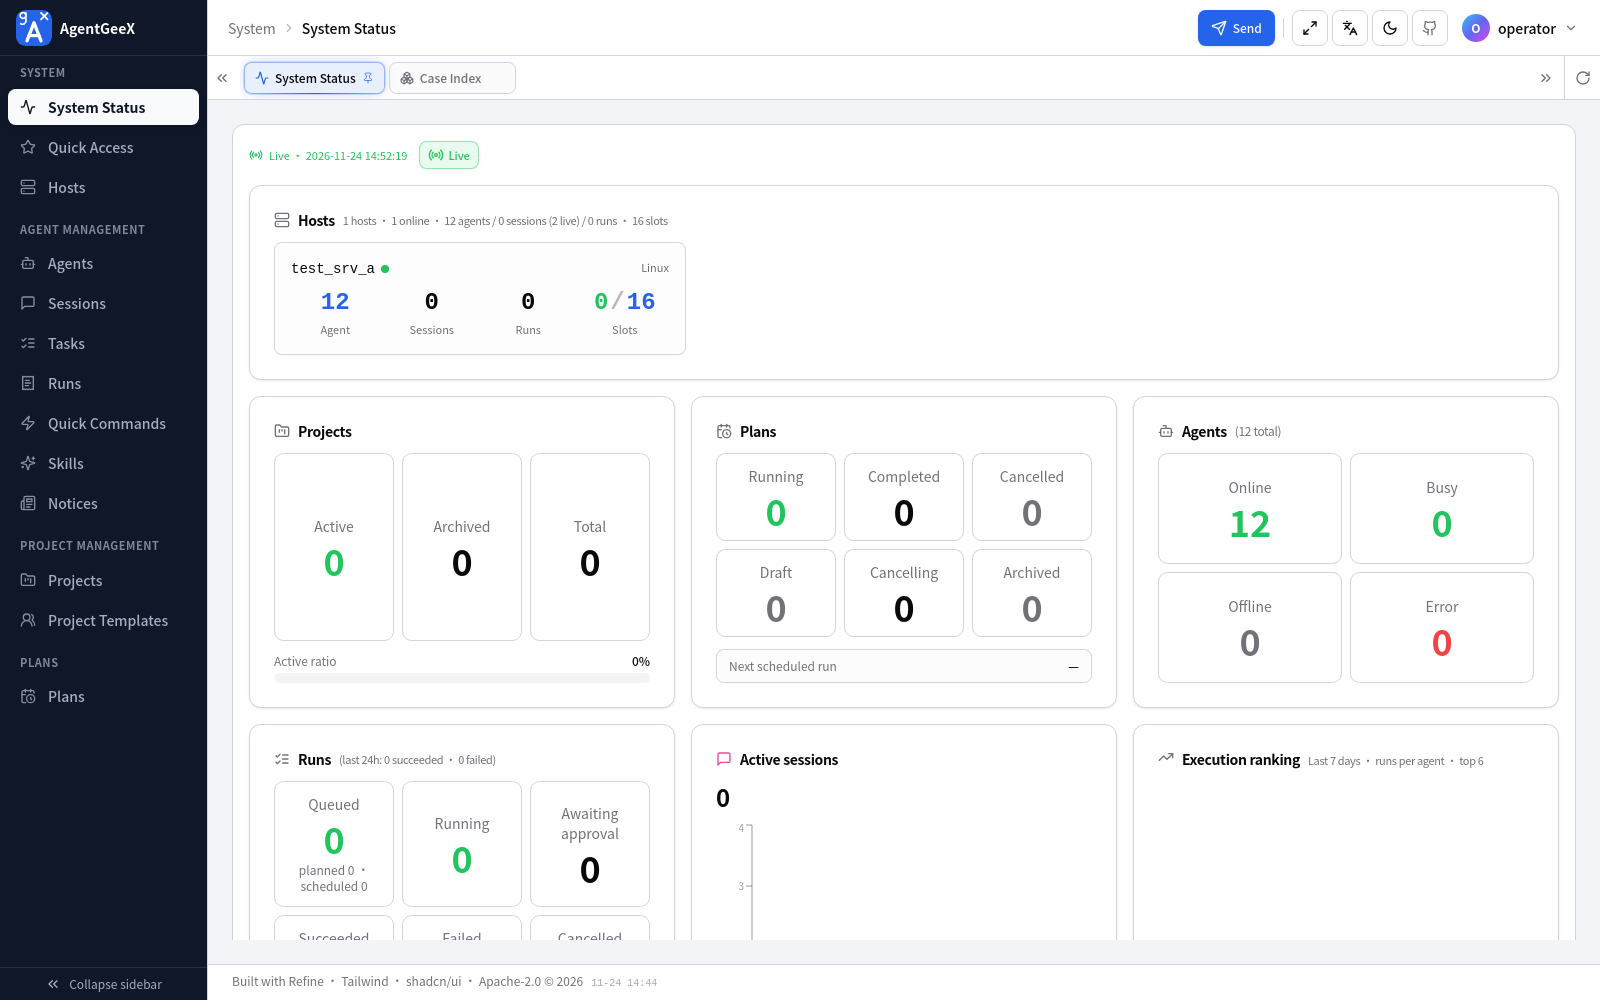 AgentGeeX
System
System Status
Send
O
operator
SYSTEM
System Status
Quick Access
Hosts
AGENT MANAGEMENT
Agents
Sessions
Tasks
Runs
Quick Commands
Skills
Notices
PROJECT MANAGEMENT
Projects
Project Templates
PLANS
Plans
Collapse sidebar
System Status
Case Index
Live • 2026-11-24 14:52:19
Live
Hosts 1 hosts • 1 online • 12 agents / 0 sessions (2 live) / 0 runs • 16 slots
test_srv_a Linux
12 0 0 0/16
Agent Sessions Runs Slots
Projects
Active Archived Total
0 0 0
Active ratio 0%
Plans
Running Completed Cancelled
0 0 0
Draft Cancelling Archived
0 0 0
Next scheduled run —
Agents (12 total)
Online Busy
12 0
Offline Error
0 0
Runs (last 24h: 0 succeeded • 0 failed)
Queued
0
planned 0 •
scheduled 0
Running
0
Awaiting
approval
0
Succeeded Failed Cancelled
Active sessions
0
4
3
Execution ranking Last 7 days • runs per agent • top 6
Built with Refine • Tailwind • shadcn/ui • Apache-2.0 © 2026 11-24 14:44